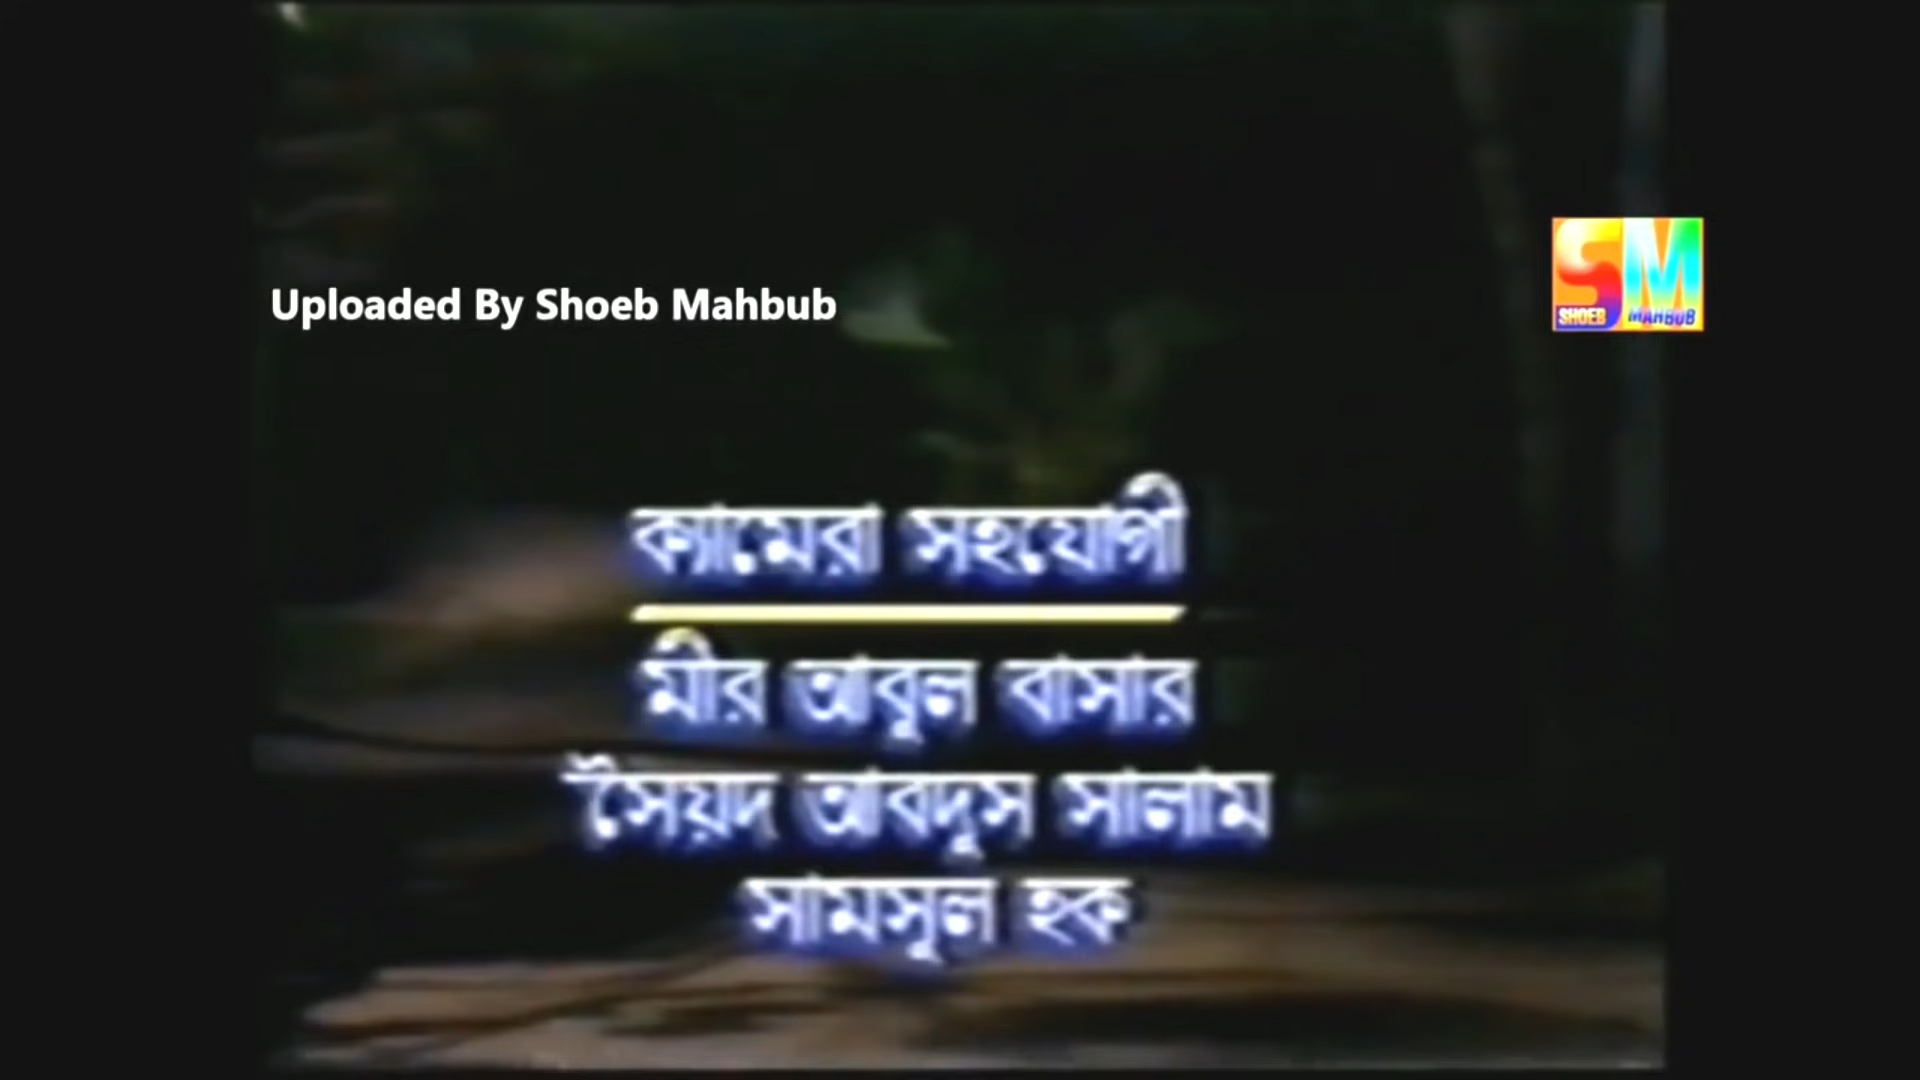 Uploaded By Shoeb Mahbub
SM
SHOEB MAHBUB
ক্যামেরা সহযোগী
মীর আবুল বাসার
সৈয়দ আবদুস সালাম
সামসুল হক